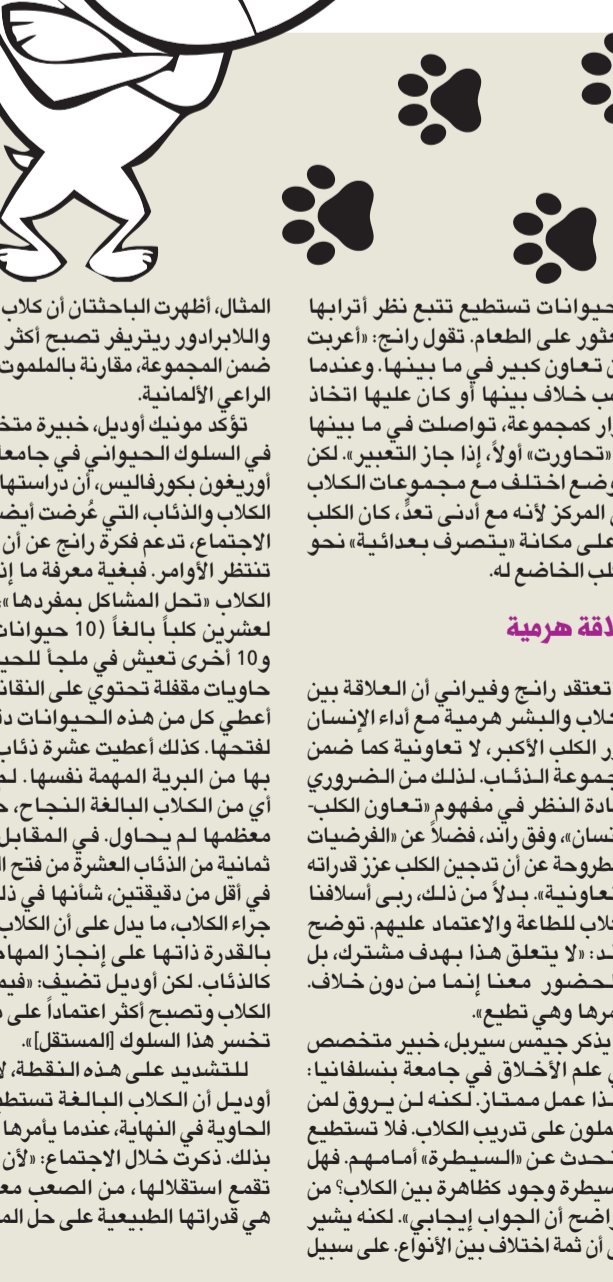 حيوانات تستطيع تتبع نظر أترابها
عثور على الطعام. تقول رانج: «أعربت
ن تعاون كبير في ما بينها. وعندما
ب خلاف بينها أو كان عليها اتخاذ
ار كمجموعة، تواصلت في ما بينها
«تحاورت» أولاً، إذا جاز التعبير». لكن
وضع اختلف مع مجموعات الكلاب
ي المركز لأنه مع أدنى تعدٍّ، كان الكلب
على مكانة «يتصرف بعدائية» نحو
لب الخاضع له.
لاقة هرمية
تعتقد رانج وفيراني أن العلاقة بين
كلاب والبشر هرمية مع أداء الإنسان
ر الكلب الأكبر، لا تعاونية كما ضمن
جموعة الذئاب. لذلك من الضروري
ادة النظر في مفهوم «تعاون الكلب-
نسان»، وفق راند، فضلاً عن «الفرضيات
طروحة عن أن تدجين الكلب عزز قدراته
تعاونية». بدلاً من ذلك، ربى أسلافنا
كلاب للطاعة والاعتماد عليهم. توضح
ند: «لا يتعلق هذا بهدف مشترك، بل
لحضور معنا إنما من دون خلاف.
مرها وهي تطيع».
يذكر جيمس سيربل، خبير متخصص
ي علم الأخلاق في جامعة بنسلفانيا:
ذا عمل ممتاز. لكنه لن يروق لمن
ملون على تدريب الكلاب. فلا تستطيع
تحدث عن «السيطرة» أمامهم. فهل
سيطرة وجود كظاهرة بين الكلاب؟ من
واضح أن الجواب إيجابي». لكنه يشير
ى أن ثمة اختلاف بين الأنواع. على سبيل
المثال، أظهرت الباحثتان أن كلاب
واللابرادور ريتريفر تصبح أكثر
ضمن المجموعة، مقارنة بالملموت
الراعي الألمانية.
تؤكد مونيك أوديل، خبيرة متخ
في السلوك الحيواني في جامعة
أوريغون بكورفاليس، أن دراستها
الكلاب والذئاب، التي عُرضت أيض
الاجتماع، تدعم فكرة رانج عن أن
تنتظر الأوامر. فبغية معرفة ما إذ
الكلاب «تحل المشاكل بمفردها»،
لعشرين كلباً بالغاً (10 حيوانات
و10 أخرى تعيش في ملجأ للحي
حاويات مقفلة تحتوي على النقان
أعطي كل من هذه الحيوانات دق
لفتحها. كذلك أعطيت عشرة ذئاب
بها من البرية المهمة نفسها. لم
أي من الكلاب البالغة النجاح، ح
معظمها لم يحاول. في المقابل
ثمانية من الذئاب العشرة من فتح ال
في أقل من دقيقتين، شأنها في ذل
جراء الكلاب، ما يدل على أن الكلاب
بالقدرة ذاتها على إنجاز المها
كالذئاب. لكن أوديل تضيف: «فيم
الكلاب وتصبح أكثر اعتماداً على
تخسر هذا السلوك [المستقل]».
للتشديد على هذه النقطة، لا
أوديل أن الكلاب البالغة تستطي
الحاوية في النهاية، عندما يأمرها
بذلك. ذكرت خلال الاجتماع: «لأن
تقمع استقلالها، من الصعب مع
هي قدراتها الطبيعية على حل الم